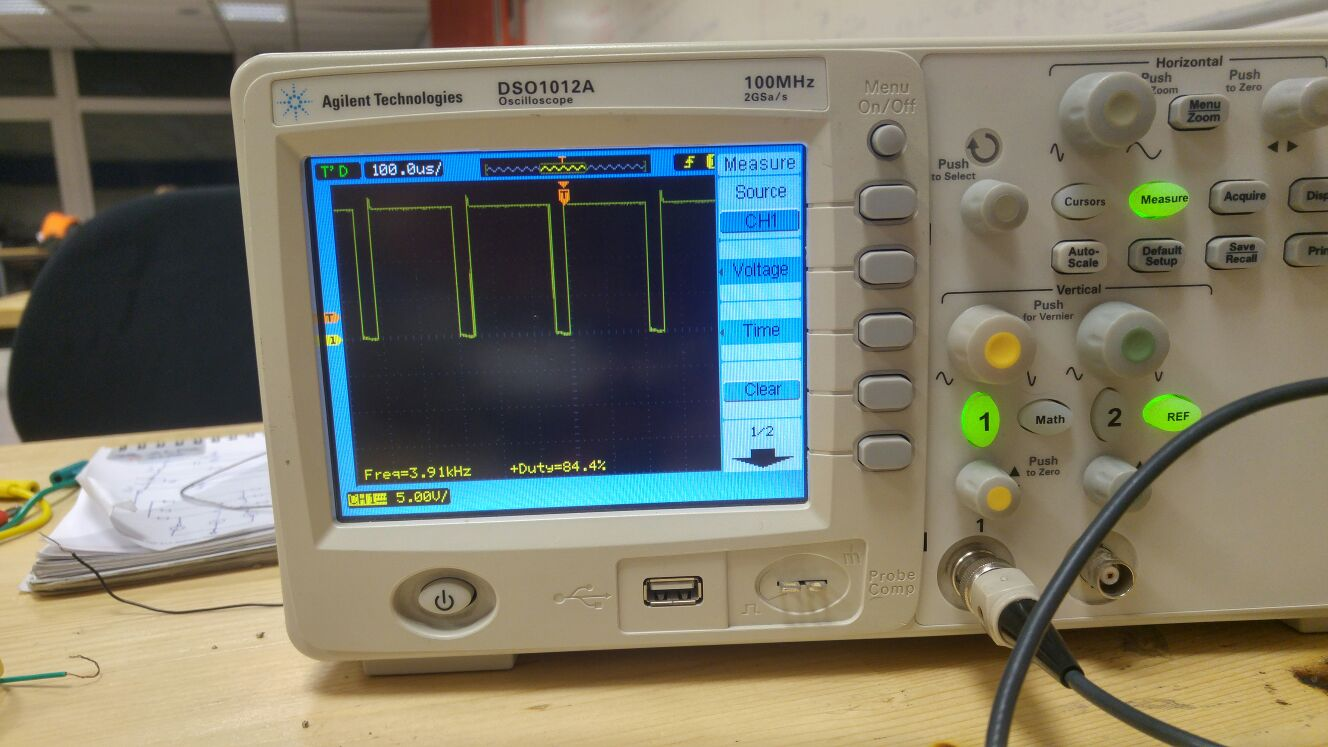 Agilent Technologies
DSO1012A
Oscilloscope
100MHz
2GSa/s
Menu
On/Off
T'D
100.0us/
T
T
T
1
Measure
Source
CH1
Voltage
Time
Clear
1/2
Freq=3.91kHz
+Duty=84.4%
CH1
5.00V/
Push
to Select
Horizontal
Push
Zoom
Menu
Zoom
Push
to Zero
Cursors
Measure
Acquire
Auto-
Scale
Default
Setup
Save
Recall
Vertical
Push
for Vernier
1
Math
2
REF
Push
to Zero
1
Probe
Comp